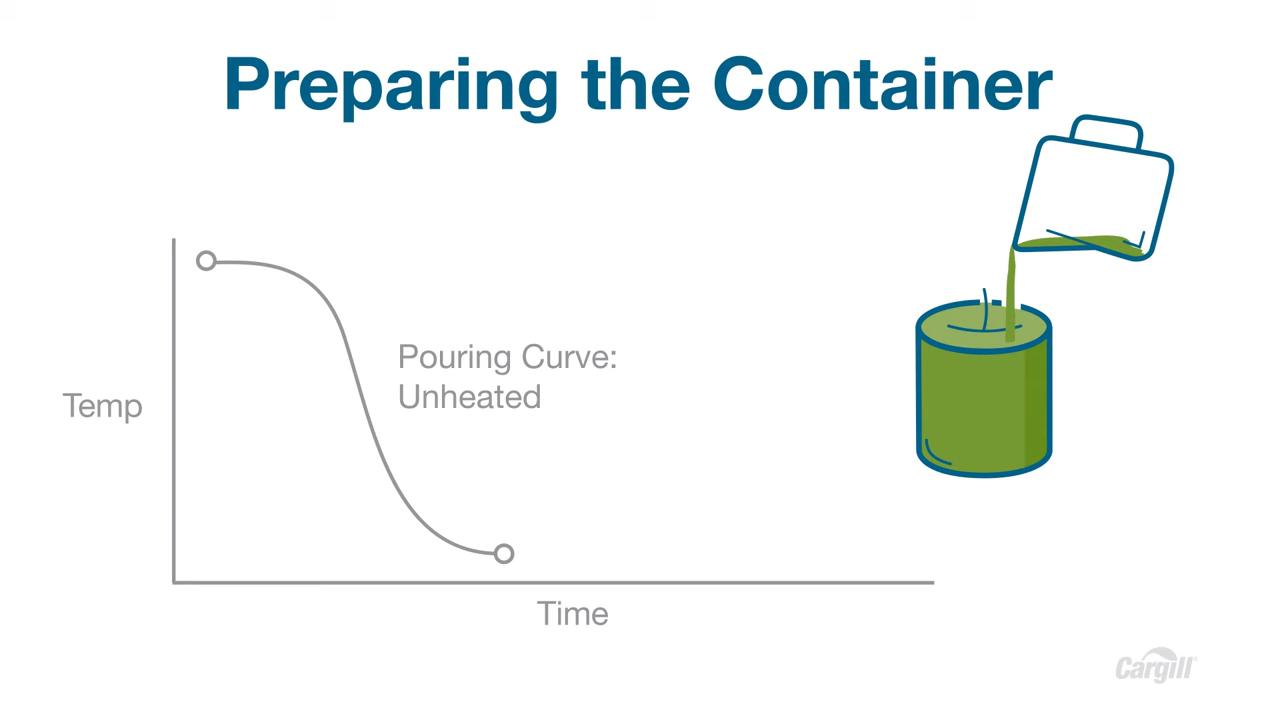 Preparing the Container
Pouring Curve:
Unheated
Temp
Time
Cargill